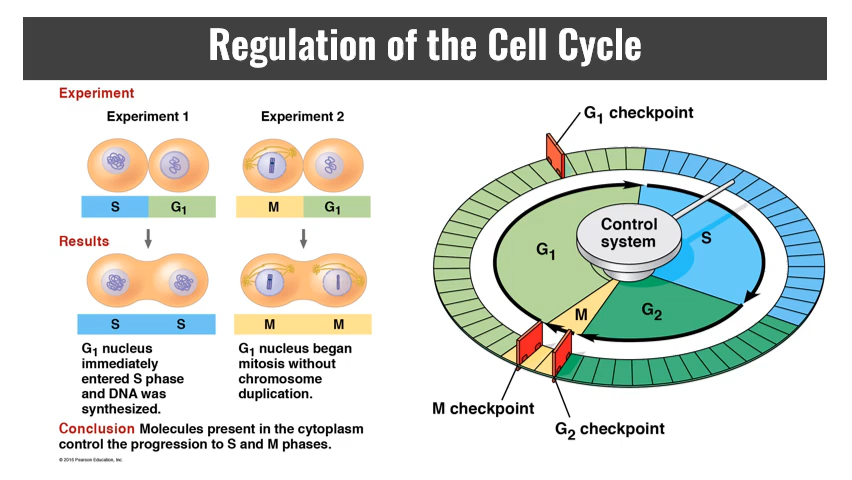 Regulation of the Cell Cycle
Experiment
Experiment 1
Experiment 2
S
G1
M
G1
Results
S
S
M
M
G1 nucleus
immediately
entered S phase
and DNA was
synthesized.
G1 nucleus began
mitosis without
chromosome
duplication.
Conclusion Molecules present in the cytoplasm
control the progression to S and M phases.
© 2015 Pearson Education, Inc.
G1 checkpoint
Control
system
G1
S
M
G2
M checkpoint
G2 checkpoint